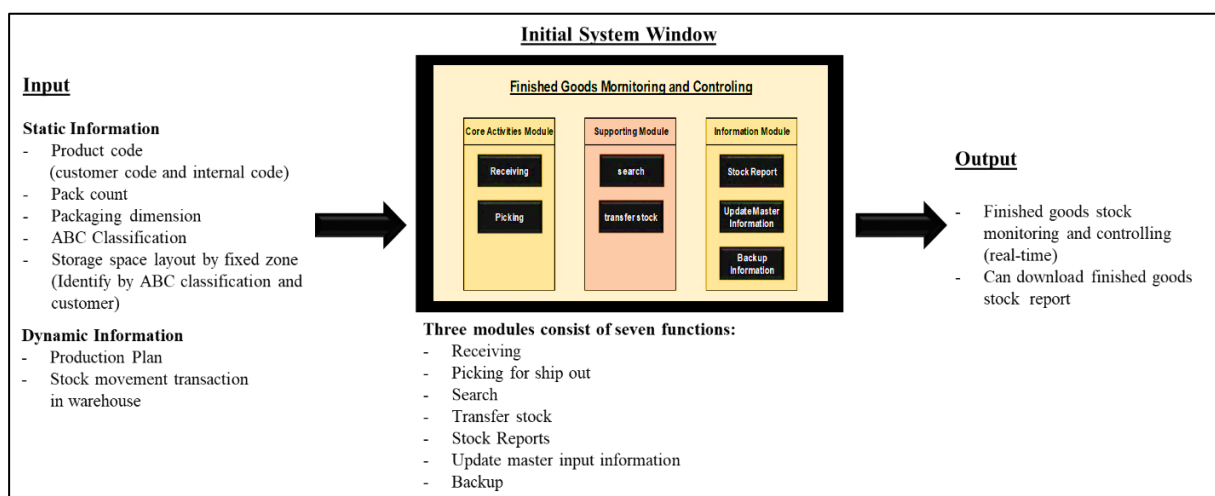 Initial System Window
Input
Static Information
- Product code
(customer code and internal code)
- Pack count
- Packaging dimension
- ABC Classification
- Storage space layout by fixed zone
(Identify by ABC classification and
customer)
Dynamic Information
- Production Plan
- Stock movement transaction
in warehouse
Finished Goods Mornitoring and Controling
Core Activities Module
Receiving
Picking
Supporting Module
search
transfer stock
Information Module
Stock Report
UpdateMaster
Information
Backup
Information
Three modules consist of seven functions:
- Receiving
- Picking for ship out
- Search
- Transfer stock
- Stock Reports
- Update master input information
- Backup
Output
- Finished goods stock
monitoring and controlling
(real-time)
- Can download finished goods
stock report